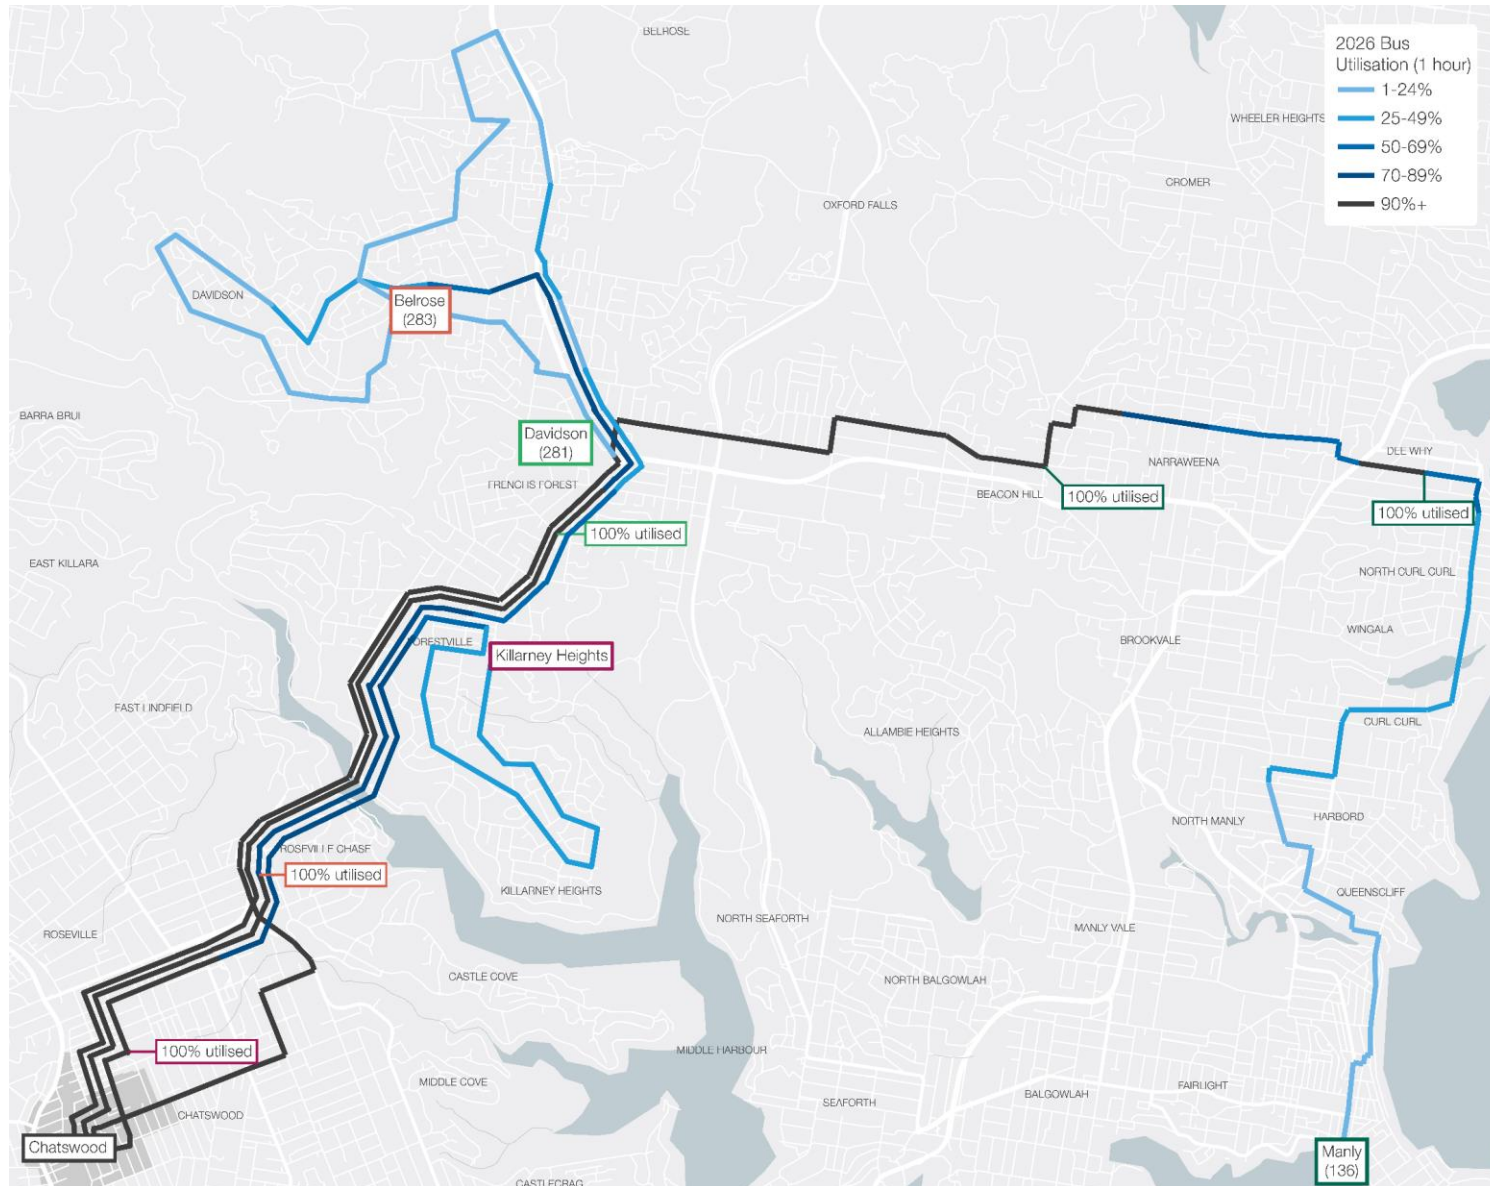 BELROSE
2026 Bus
Utilisation (1 hour)
1-24%
25-49%
50-69%
70-89%
90%+
WHEELER HEIGHTS
CROMER
OXFORD FALLS
DAVIDSON
Belrose
(283)
BARRA BRUI
Davidson
(281)
FRENCHS FOREST
DEE WHY
NARRAWEENA
BEACON HILL
100% utilised
100% utilised
100% utilised
EAST KILLARA
NORTH CURL CURL
WINGALA
BROOKVALE
FORESTVILLE
Killarney Heights
EAST LINDFIELD
CURL CURL
ALLAMBIE HEIGHTS
HARBORD
NORTH MANLY
ROSEVILLE CHASE
100% utilised
KILLARNEY HEIGHTS
QUEENSCLIFF
NORTH SEAFORTH
MANLY VALE
ROSEVILLE
CASTLE COVE
NORTH BALGOWLAH
100% utilised
MIDDLE HARBOUR
MIDDLE COVE
FAIRLIGHT
BALGOWLAH
SEAFORTH
CHATSWOOD
Chatswood
Manly
(136)
CASTLECRAG